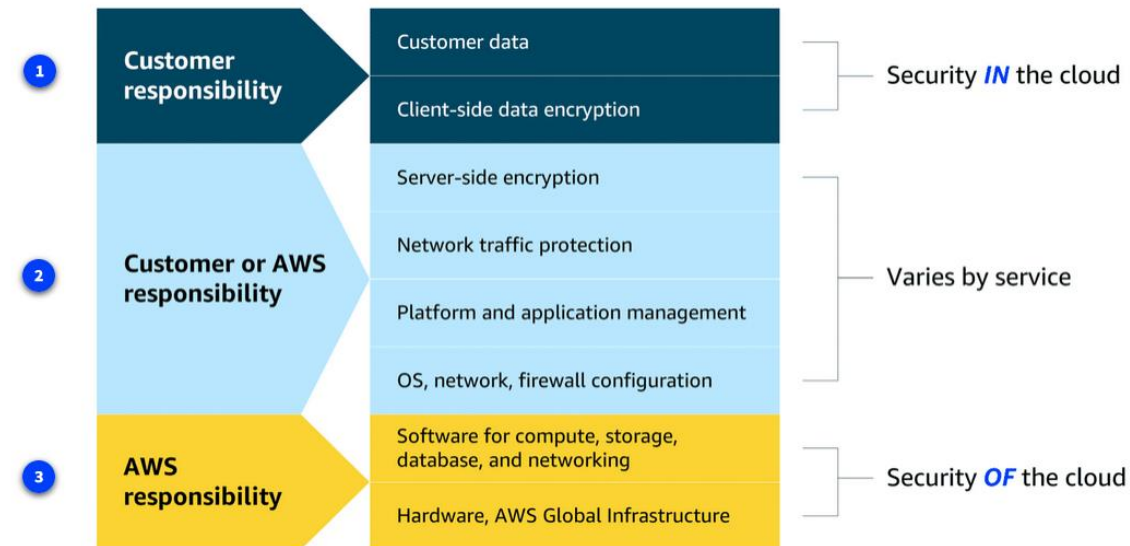 1
Customer
responsibility
Customer data
Client-side data encryption
Security IN the cloud
2
Customer or AWS
responsibility
Server-side encryption
Network traffic protection
Platform and application management
OS, network, firewall configuration
Varies by service
3
AWS
responsibility
Software for compute, storage,
database, and networking
Hardware, AWS Global Infrastructure
Security OF the cloud